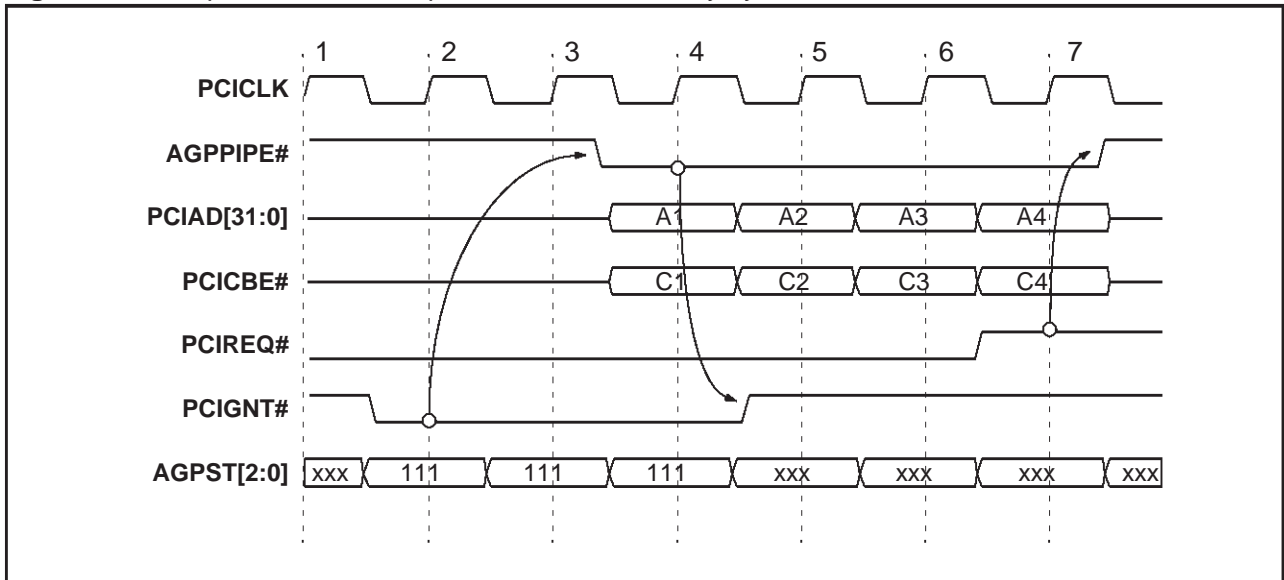 1 2 3 4 5 6 7
PCICLK
AGPPIPE#
PCIAD[31:0] A1 A2 A3 A4
PCICBE# C1 C2 C3 C4
PCIREQ#
PCIGNT#
AGPST[2:0] xxx 111 111 111 xxx xxx xxx xxx